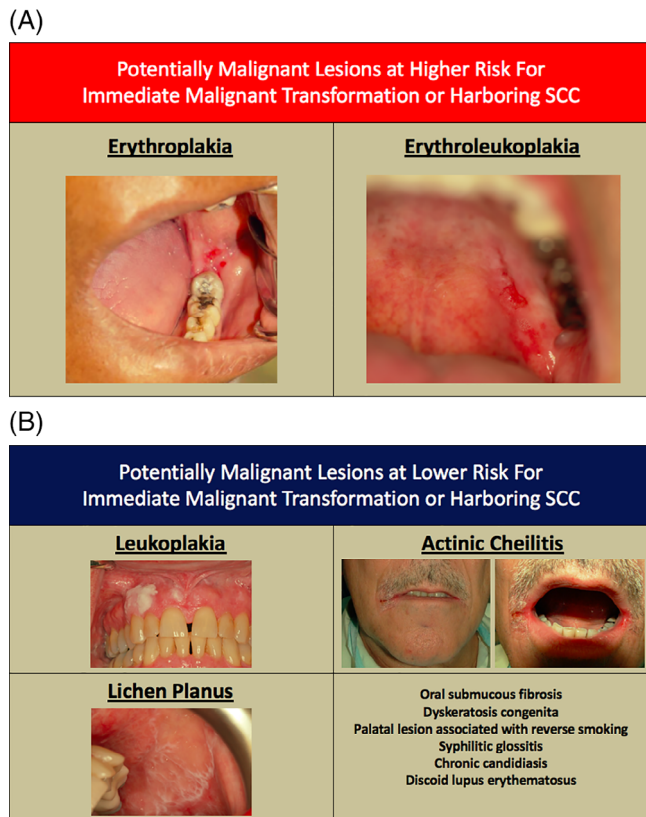 (A)
Potentially Malignant Lesions at Higher Risk For
Immediate Malignant Transformation or Harboring SCC
Erythroplakia
Erythroleukoplakia
(B)
Potentially Malignant Lesions at Lower Risk For
Immediate Malignant Transformation or Harboring SCC
Leukoplakia
Actinic Cheilitis
Lichen Planus
Oral submucous fibrosis
Dyskeratosis congenita
Palatal lesion associated with reverse smoking
Syphilitic glossitis
Chronic candidiasis
Discoid lupus erythematosus